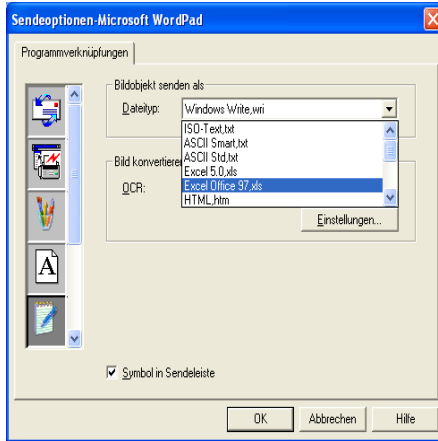 Sendeoptionen-Microsoft WordPad
Programmverknüpfungen
Bildobjekt senden als
Dateityp:
Windows Write,wri
ISO-Text,txt
ASCII Smart,txt
ASCII Std,txt
Excel 5.0,xls
Excel Office 97,xls
HTML,htm
Bild konvertieren
OCR:
Einstellungen...
A
Symbol in Sendeleiste
OK
Abbrechen
Hilfe